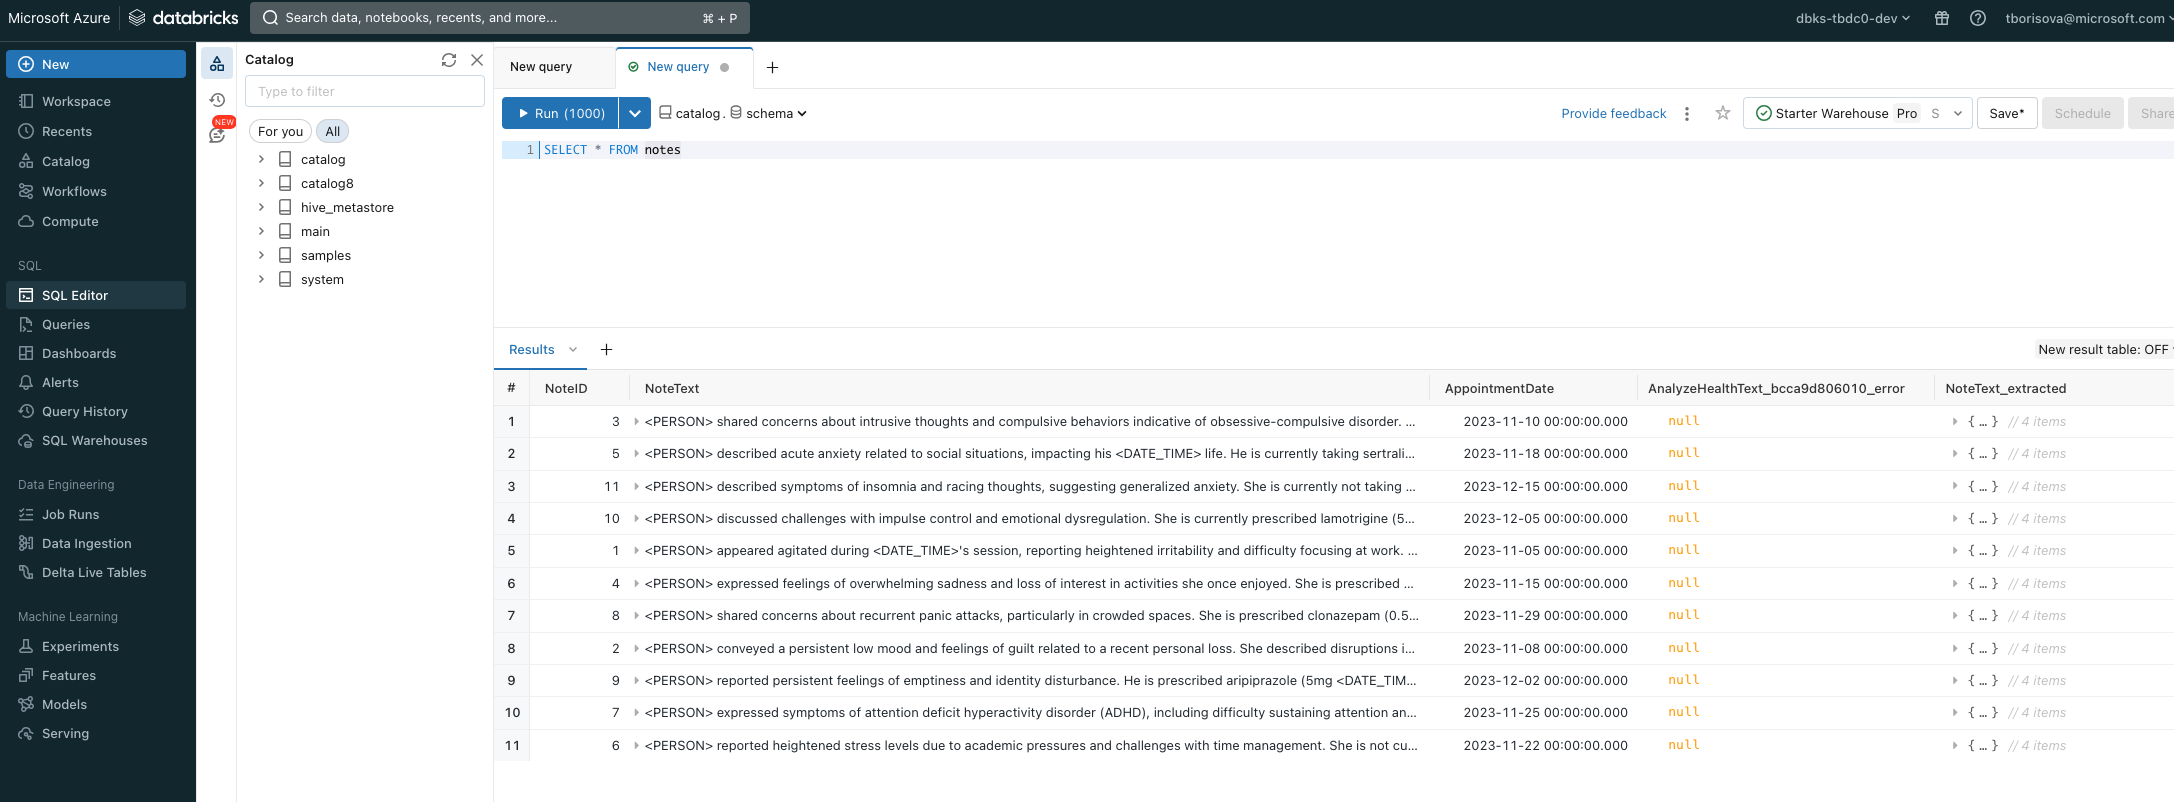 Microsoft Azure databricks Search data, notebooks, recents, and more... ⌘ + P dbks-tbdc0-dev tborisova@microsoft.com
New
Workspace
Recents
Catalog
Workflows
Compute
SQL
SQL Editor
Queries
Dashboards
Alerts
Query History
SQL Warehouses
Data Engineering
Job Runs
Data Ingestion
Delta Live Tables
Machine Learning
Experiments
Features
Models
Serving
NEW
Catalog
Type to filter
For you All
catalog
catalog8
hive_metastore
main
samples
system
New query New query
Run (1000) catalog . schema Provide feedback Starter Warehouse Pro S Save* Schedule Share
1 SELECT * FROM notes
Results New result table: OFF
# NoteID NoteText AppointmentDate AnalyzeHealthText_bcca9d806010_error NoteText_extracted
1 3 <PERSON> shared concerns about intrusive thoughts and compulsive behaviors indicative of obsessive-compulsive disorder. ... 2023-11-10 00:00:00.000 null { ... } // 4 items
2 5 <PERSON> described acute anxiety related to social situations, impacting his <DATE_TIME> life. He is currently taking sertrali... 2023-11-18 00:00:00.000 null { ... } // 4 items
3 11 <PERSON> described symptoms of insomnia and racing thoughts, suggesting generalized anxiety. She is currently not taking ... 2023-12-15 00:00:00.000 null { ... } // 4 items
4 10 <PERSON> discussed challenges with impulse control and emotional dysregulation. She is currently prescribed lamotrigine (5... 2023-12-05 00:00:00.000 null { ... } // 4 items
5 1 <PERSON> appeared agitated during <DATE_TIME>'s session, reporting heightened irritability and difficulty focusing at work. ... 2023-11-05 00:00:00.000 null { ... } // 4 items
6 4 <PERSON> expressed feelings of overwhelming sadness and loss of interest in activities she once enjoyed. She is prescribed ... 2023-11-15 00:00:00.000 null { ... } // 4 items
7 8 <PERSON> shared concerns about recurrent panic attacks, particularly in crowded spaces. She is prescribed clonazepam (0.5... 2023-11-29 00:00:00.000 null { ... } // 4 items
8 2 <PERSON> conveyed a persistent low mood and feelings of guilt related to a recent personal loss. She described disruptions i... 2023-11-08 00:00:00.000 null { ... } // 4 items
9 9 <PERSON> reported persistent feelings of emptiness and identity disturbance. He is prescribed aripiprazole (5mg <DATE_TIM... 2023-12-02 00:00:00.000 null { ... } // 4 items
10 7 <PERSON> expressed symptoms of attention deficit hyperactivity disorder (ADHD), including difficulty sustaining attention an... 2023-11-25 00:00:00.000 null { ... } // 4 items
11 6 <PERSON> reported heightened stress levels due to academic pressures and challenges with time management. She is not cu... 2023-11-22 00:00:00.000 null { ... } // 4 items